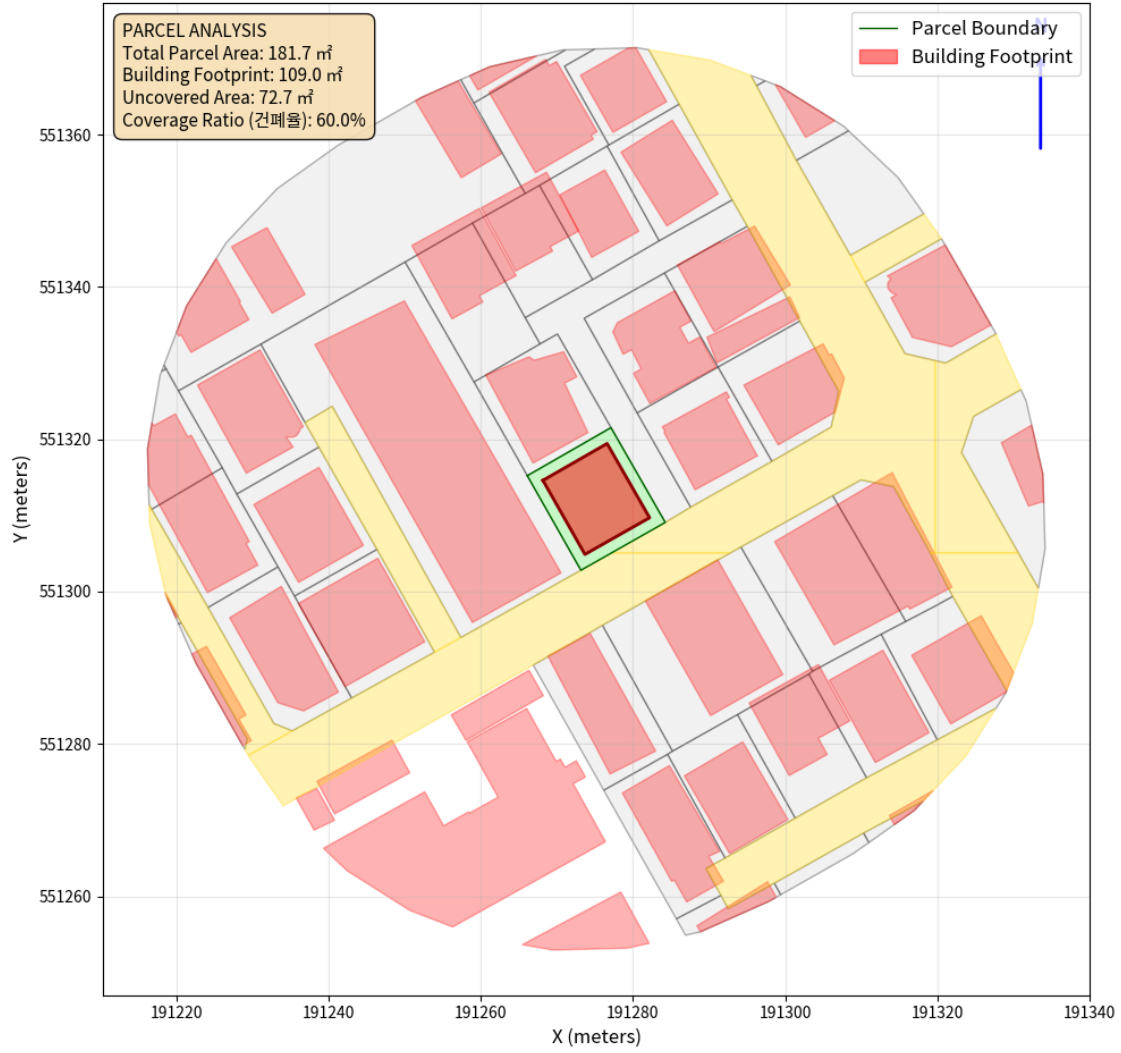 PARCEL ANALYSIS
Total Parcel Area: 181.7 ㎡
Building Footprint: 109.0 ㎡
Uncovered Area: 72.7 ㎡
Coverage Ratio (건폐율): 60.0%
N
Parcel Boundary
Building Footprint
551360
551340
551320
551300
551280
551260
Y (meters)
191220
191240
191260
191280
191300
191320
191340
X (meters)